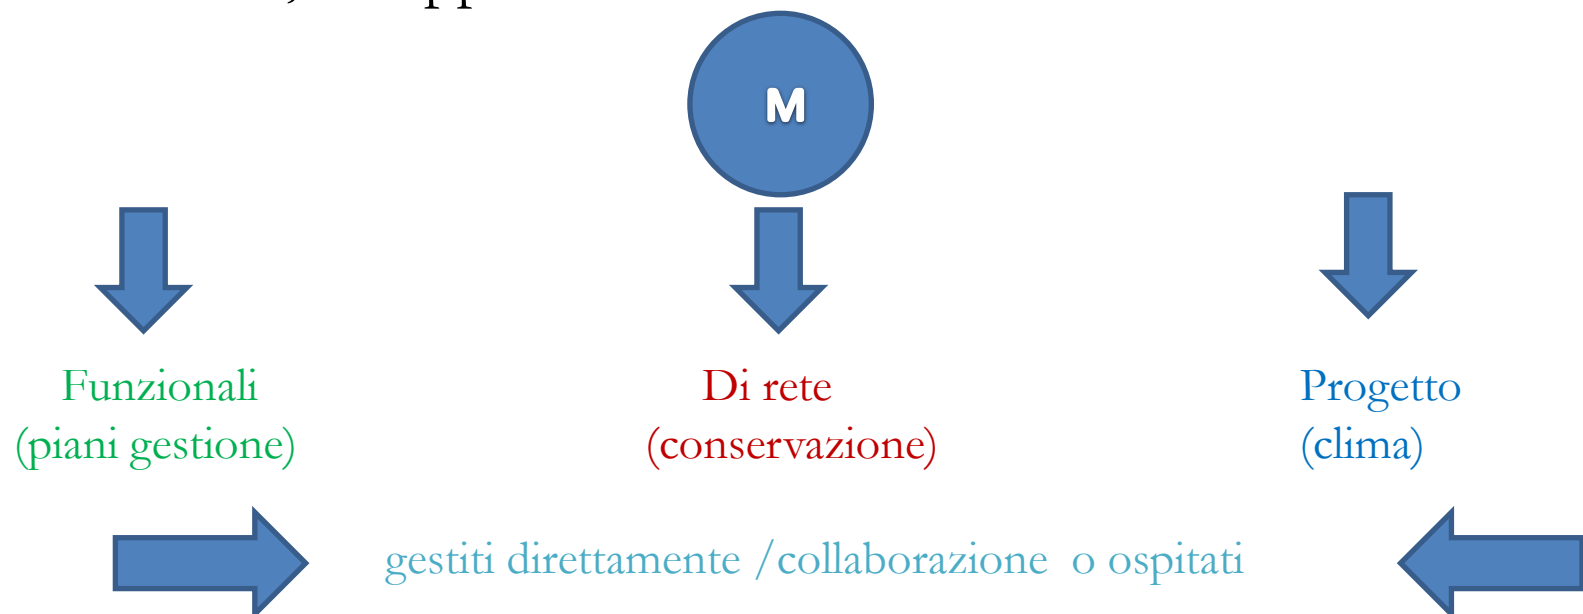 M
Funzionali
(piani gestione)
Di rete
(conservazione)
Progetto
(clima)
gestiti direttamente /collaborazione o ospitati